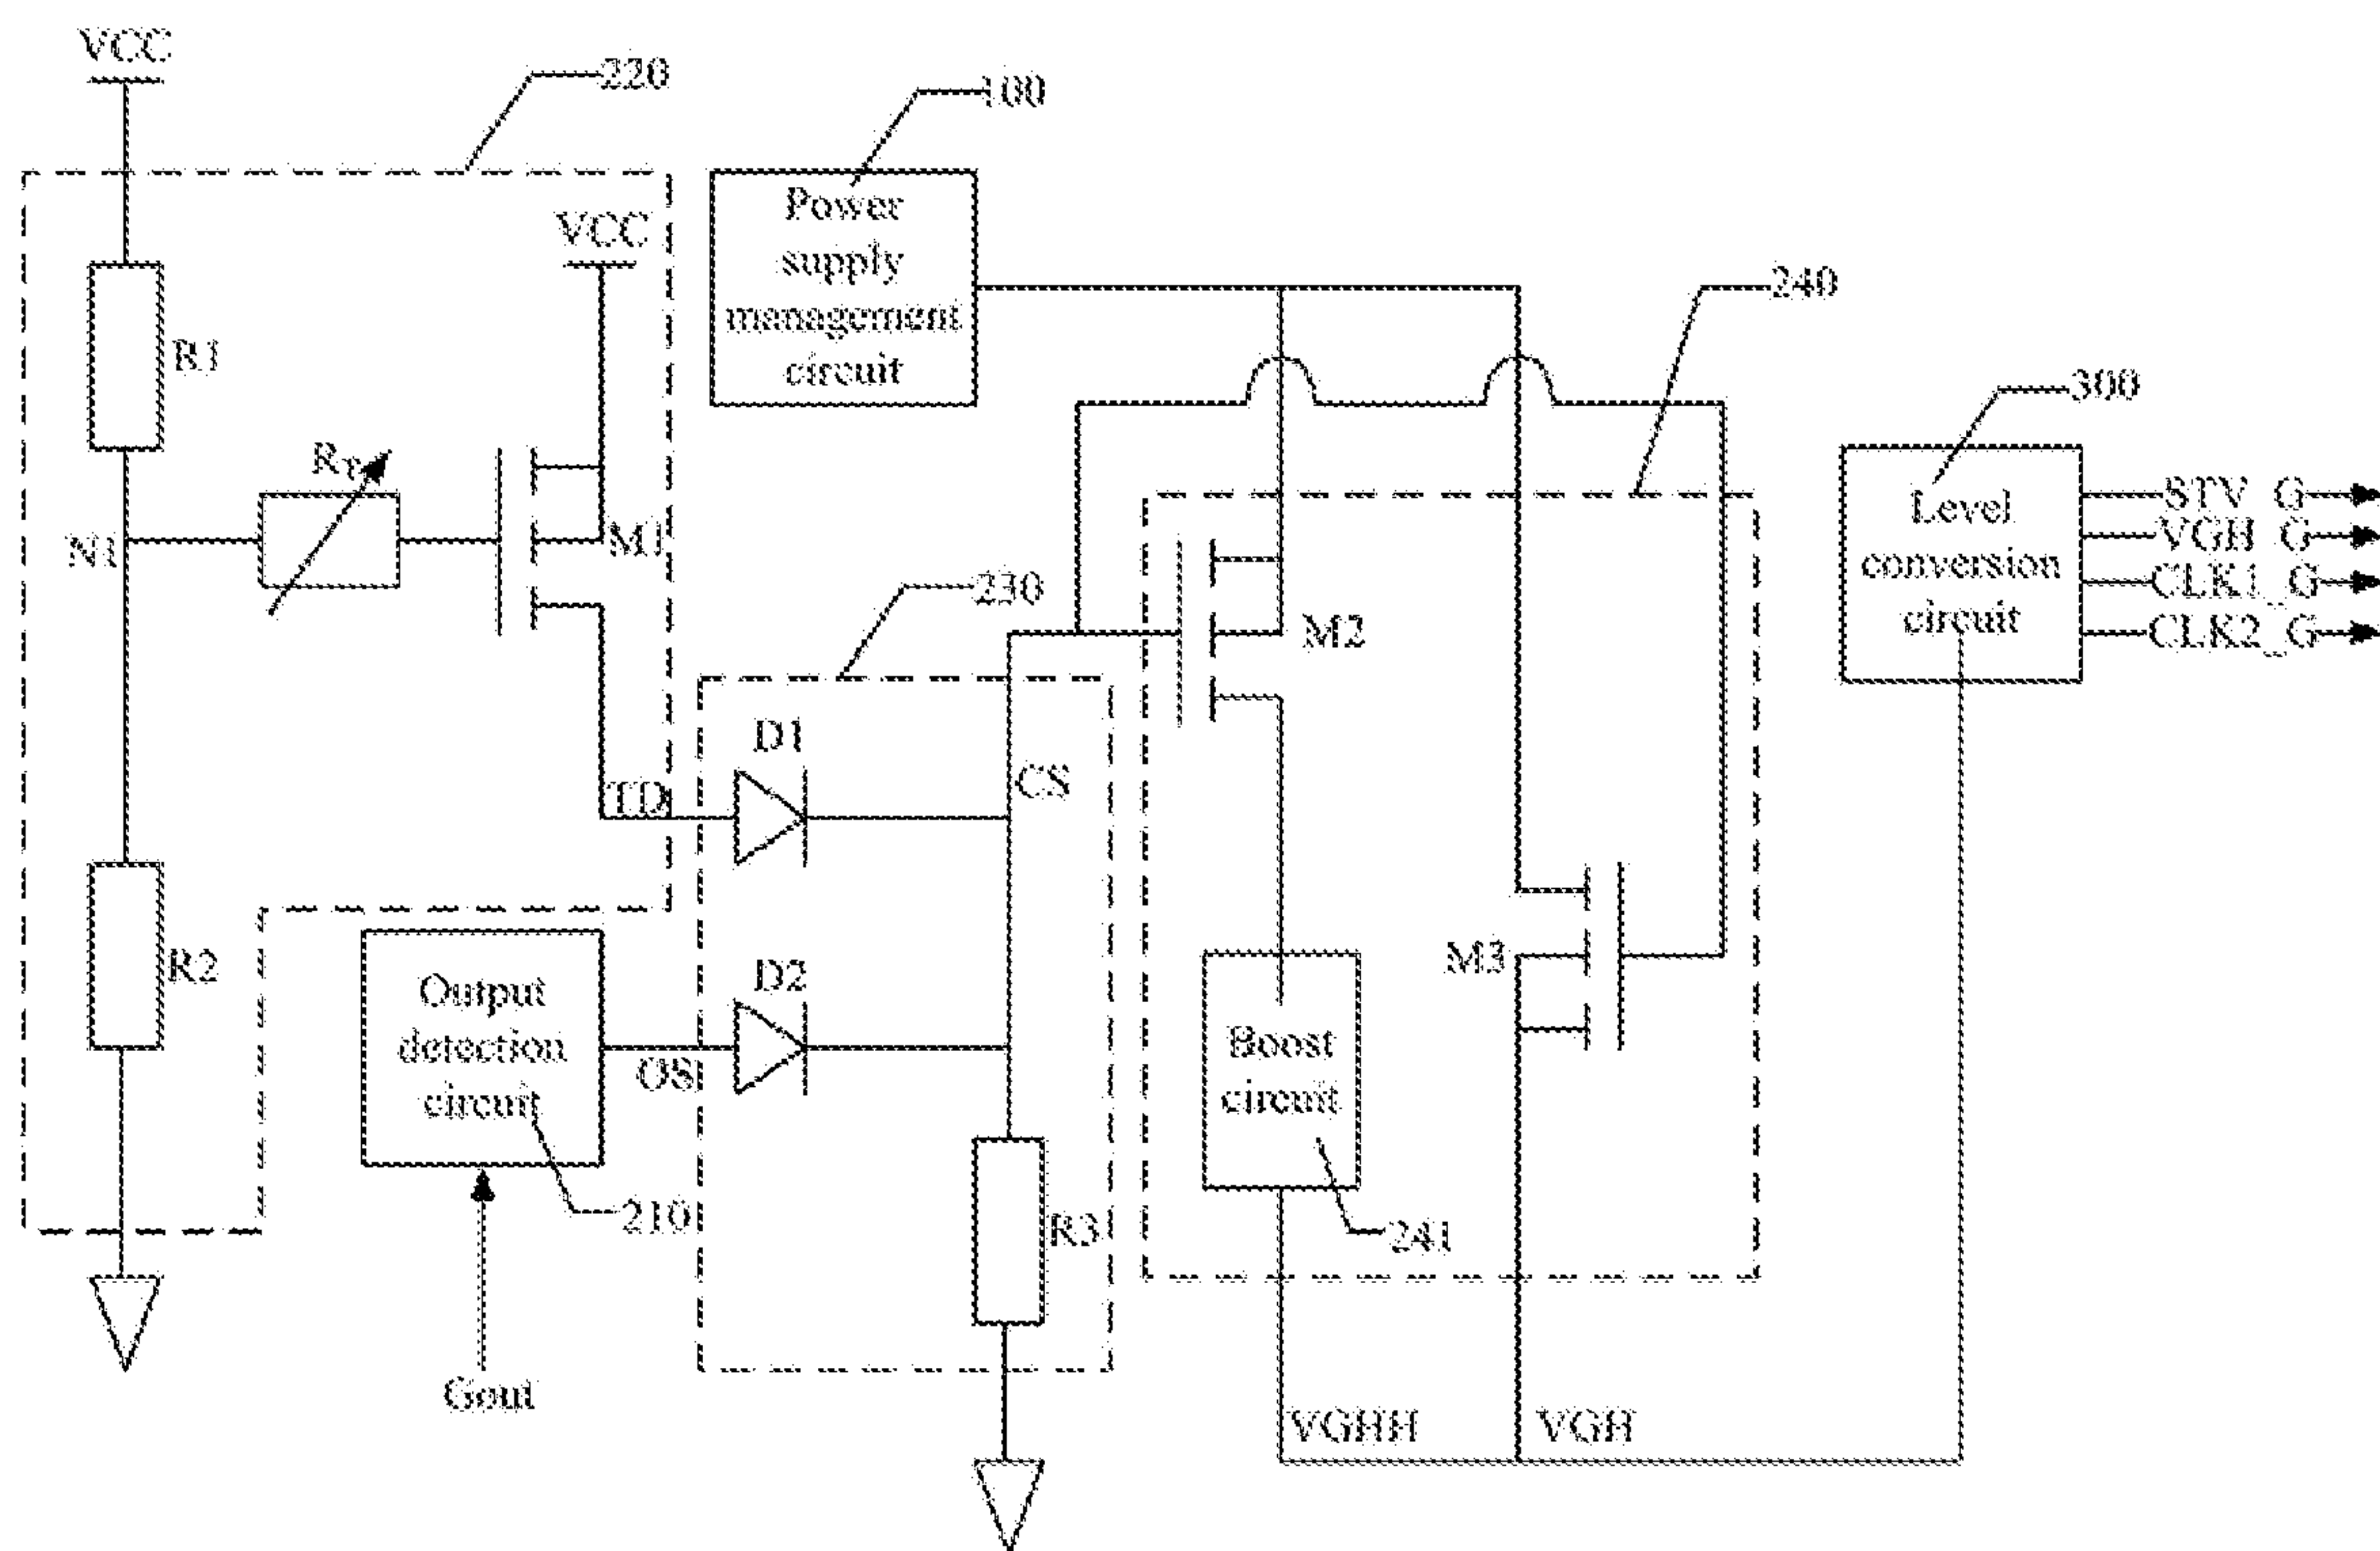 VCC
220
100
Power
supply
management
circuit
VCC
240
R1
300
RT
Level
conversion
circuit
STV_G
VGH_G
CLK1_G
CLK2_G
N1
M1
230
M2
D1
CS
TD
R2
Output
detection
circuit
D2
M3
OS
Boost
circuit
210
R3
241
Gout
VGHH
VGH